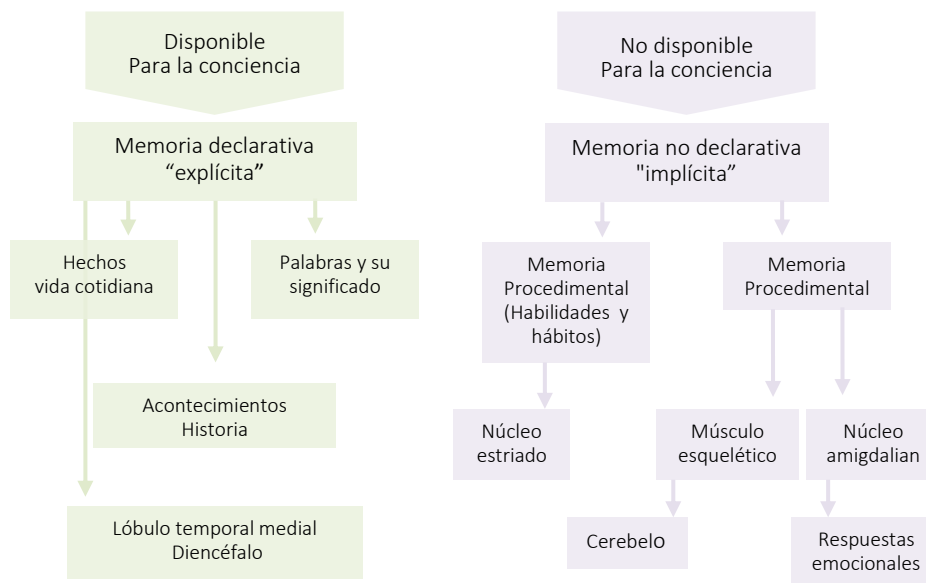 Disponible
Para la conciencia
Memoria declarativa
“explícita”
Hechos
vida cotidiana
Palabras y su
significado
Acontecimientos
Historia
Lóbulo temporal medial
Diencéfalo
No disponible
Para la conciencia
Memoria no declarativa
"implícita”
Memoria
Procedimental
(Habilidades y
hábitos)
Memoria
Procedimental
Núcleo
estriado
Músculo
esquelético
Núcleo
amigdalian
Cerebelo
Respuestas
emocionales